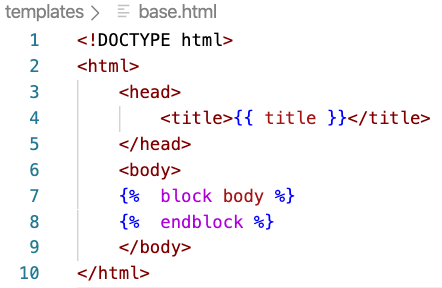 templates > base.html
1 <!DOCTYPE html>
2 <html>
3     <head>
4         <title>{{ title }}</title>
5     </head>
6     <body>
7     {%  block body %}
8     {%  endblock %}
9     </body>
10 </html>